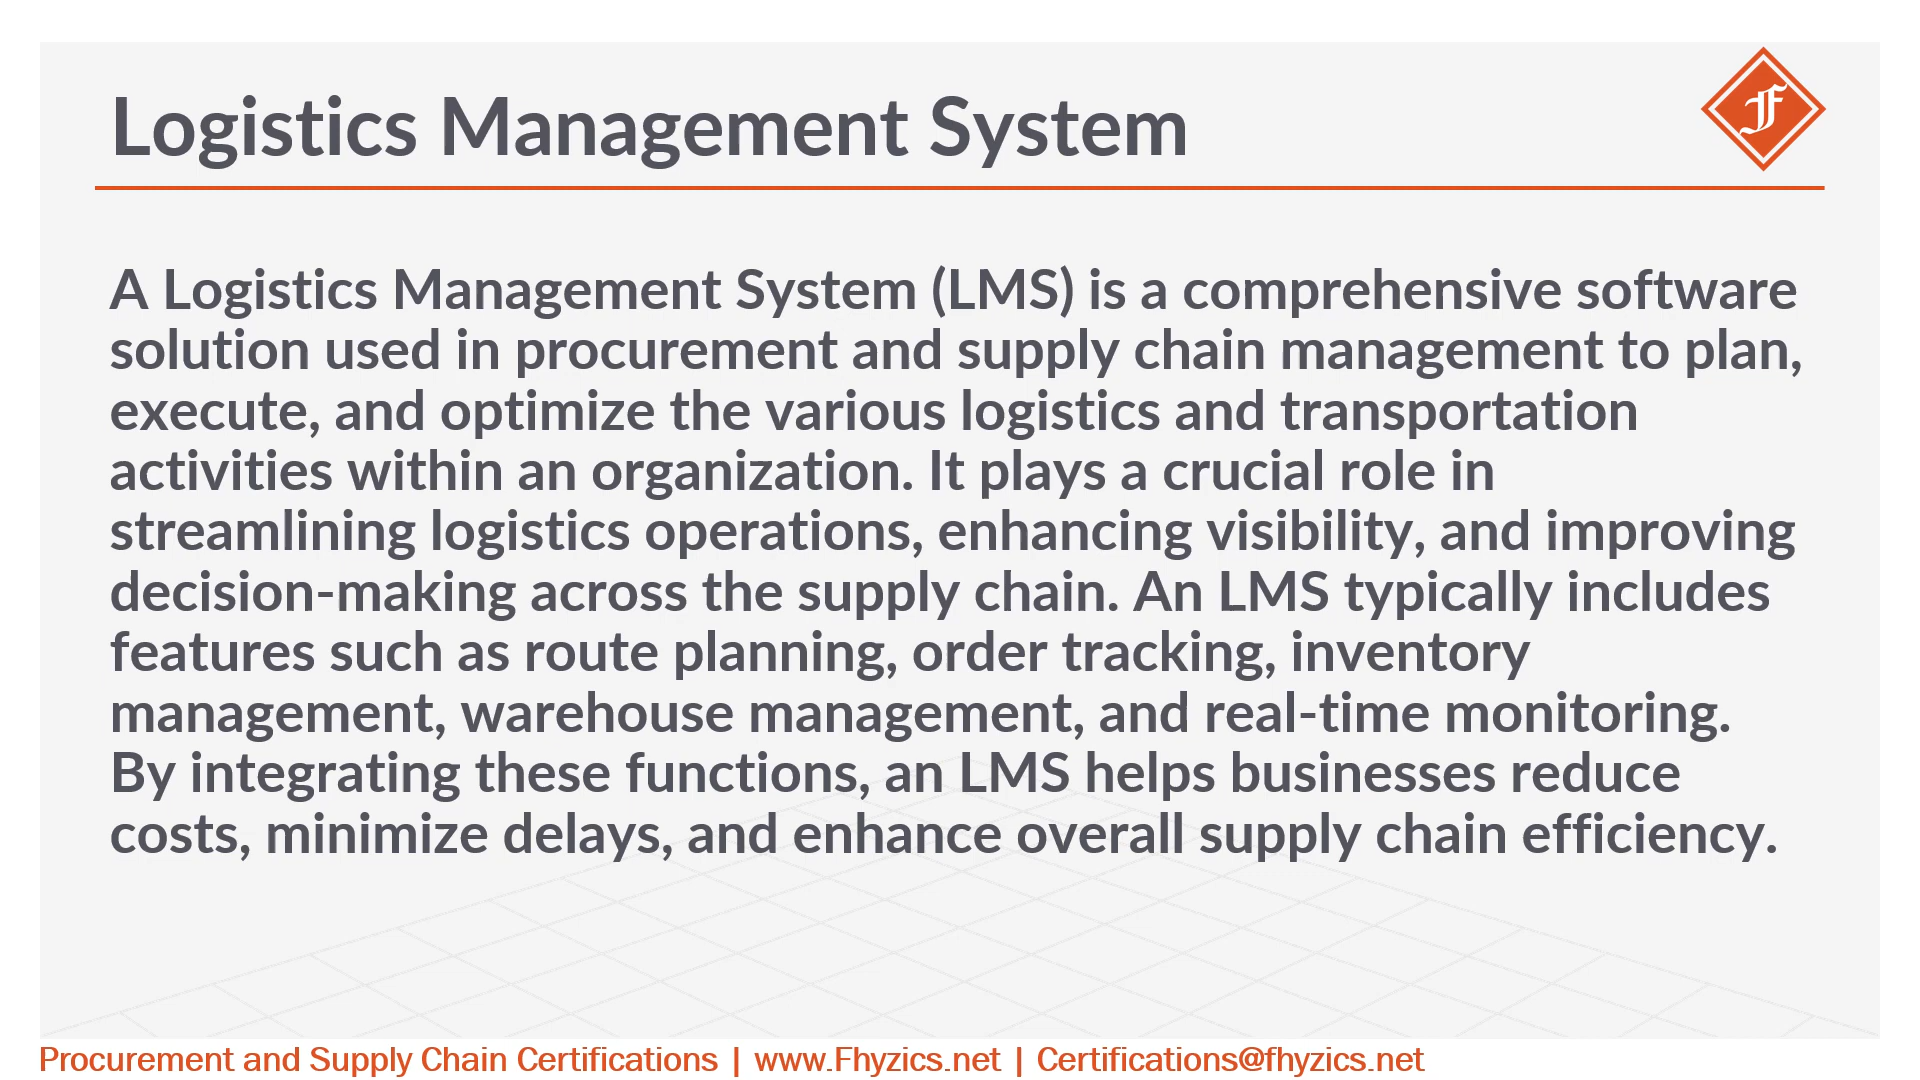 Logistics Management System
A Logistics Management System (LMS) is a comprehensive software
solution used in procurement and supply chain management to plan,
execute, and optimize the various logistics and transportation
activities within an organization. It plays a crucial role in
streamlining logistics operations, enhancing visibility, and improving
decision-making across the supply chain. An LMS typically includes
features such as route planning, order tracking, inventory
management, warehouse management, and real-time monitoring.
By integrating these functions, an LMS helps businesses reduce
costs, minimize delays, and enhance overall supply chain efficiency.
Procurement and Supply Chain Certifications | www.Fhyzics.net | Certifications@fhyzics.net